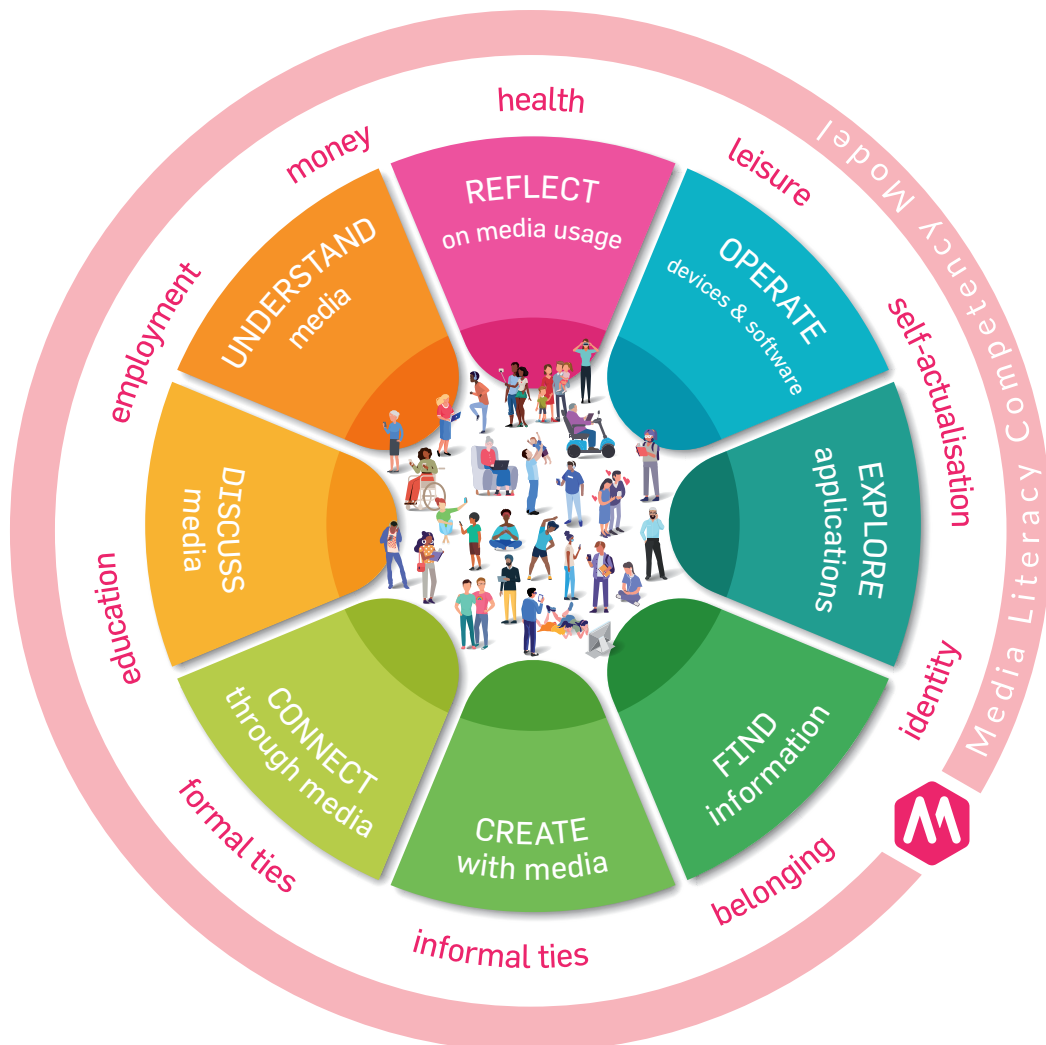 health
leisure
self-actualisation
identity
belonging
informal ties
formal ties
education
employment
money
REFLECT
on media usage
OPERATE
devices & software
EXPLORE
applications
FIND
information
CREATE
with media
CONNECT
through media
DISCUSS
media
UNDERSTAND
media
Media Literacy Competency Model